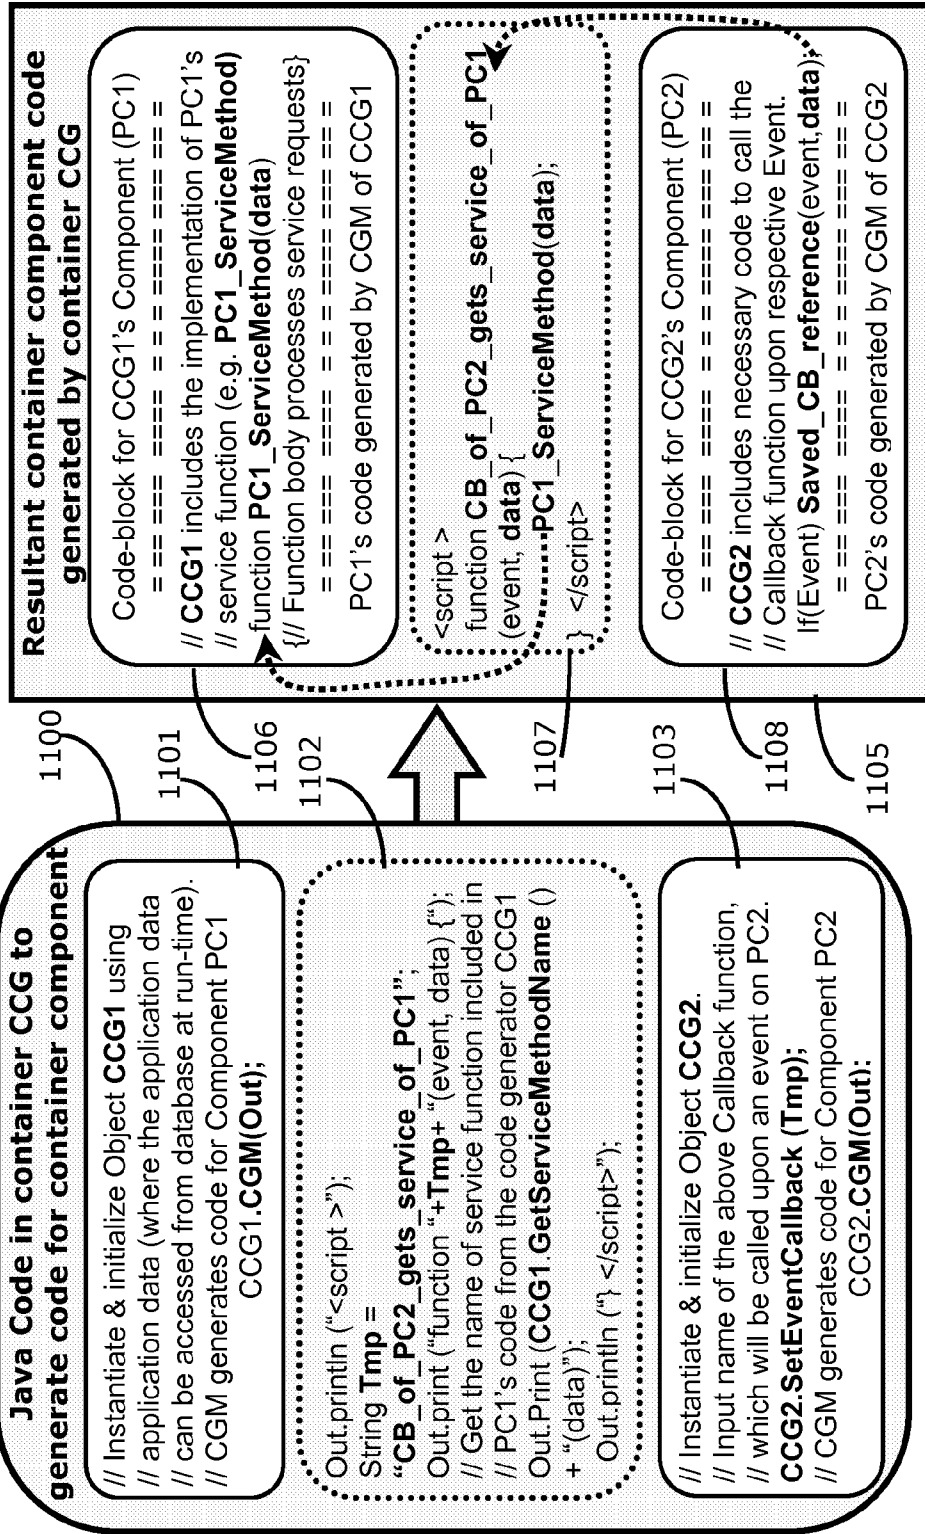 Java Code in container CCG to
generate code for container component
// Instantiate & initialize Object CCG1 using
// application data (where the application data
// can be accessed from database at run-time).
// CGM generates code for Component PC1
CCG1.CGM(Out);
Out.println (“<script >”);
String Tmp =
“CB_of_PC2_gets_service_of_PC1”;
Out.print (“function “+Tmp+ “(event, data) {“);
// Get the name of service function included in
// PC1's code from the code generator CCG1
Out.Print (CCG1.GetServiceMethodName ()
+ “(data)”);
Out.println (“} </script>”);
// Instantiate & initialize Object CCG2.
// Input name of the above Callback function,
// which will be called upon an event on PC2.
CCG2.SetEventCallback (Tmp);
// CGM generates code for Component PC2
CCG2.CGM(Out);
1100
1101
1102
1103
Resultant container component code
generated by container CCG
Code-block for CCG1's Component (PC1)
= == ==== ===== = = ==== === ==
// CCG1 includes the implementation of PC1's
// service function (e.g. PC1_ServiceMethod)
function PC1_ServiceMethod(data)
{// Function body processes service requests}
= == ==== ===== = = ==== === ==
PC1's code generated by CGM of CCG1
<script >
function CB_of_PC2_gets_service_of_PC1
(event, data) {
PC1_ServiceMethod(data);
} </script>
Code-block for CCG2's Component (PC2)
= == ==== ===== = = ==== === ==
// CCG2 includes necessary code to call the
// Callback function upon respective Event.
If(Event) Saved_CB_reference(event,data);
= == ==== ===== = = ==== === ==
PC2's code generated by CGM of CCG2
1106
1107
1108
1105